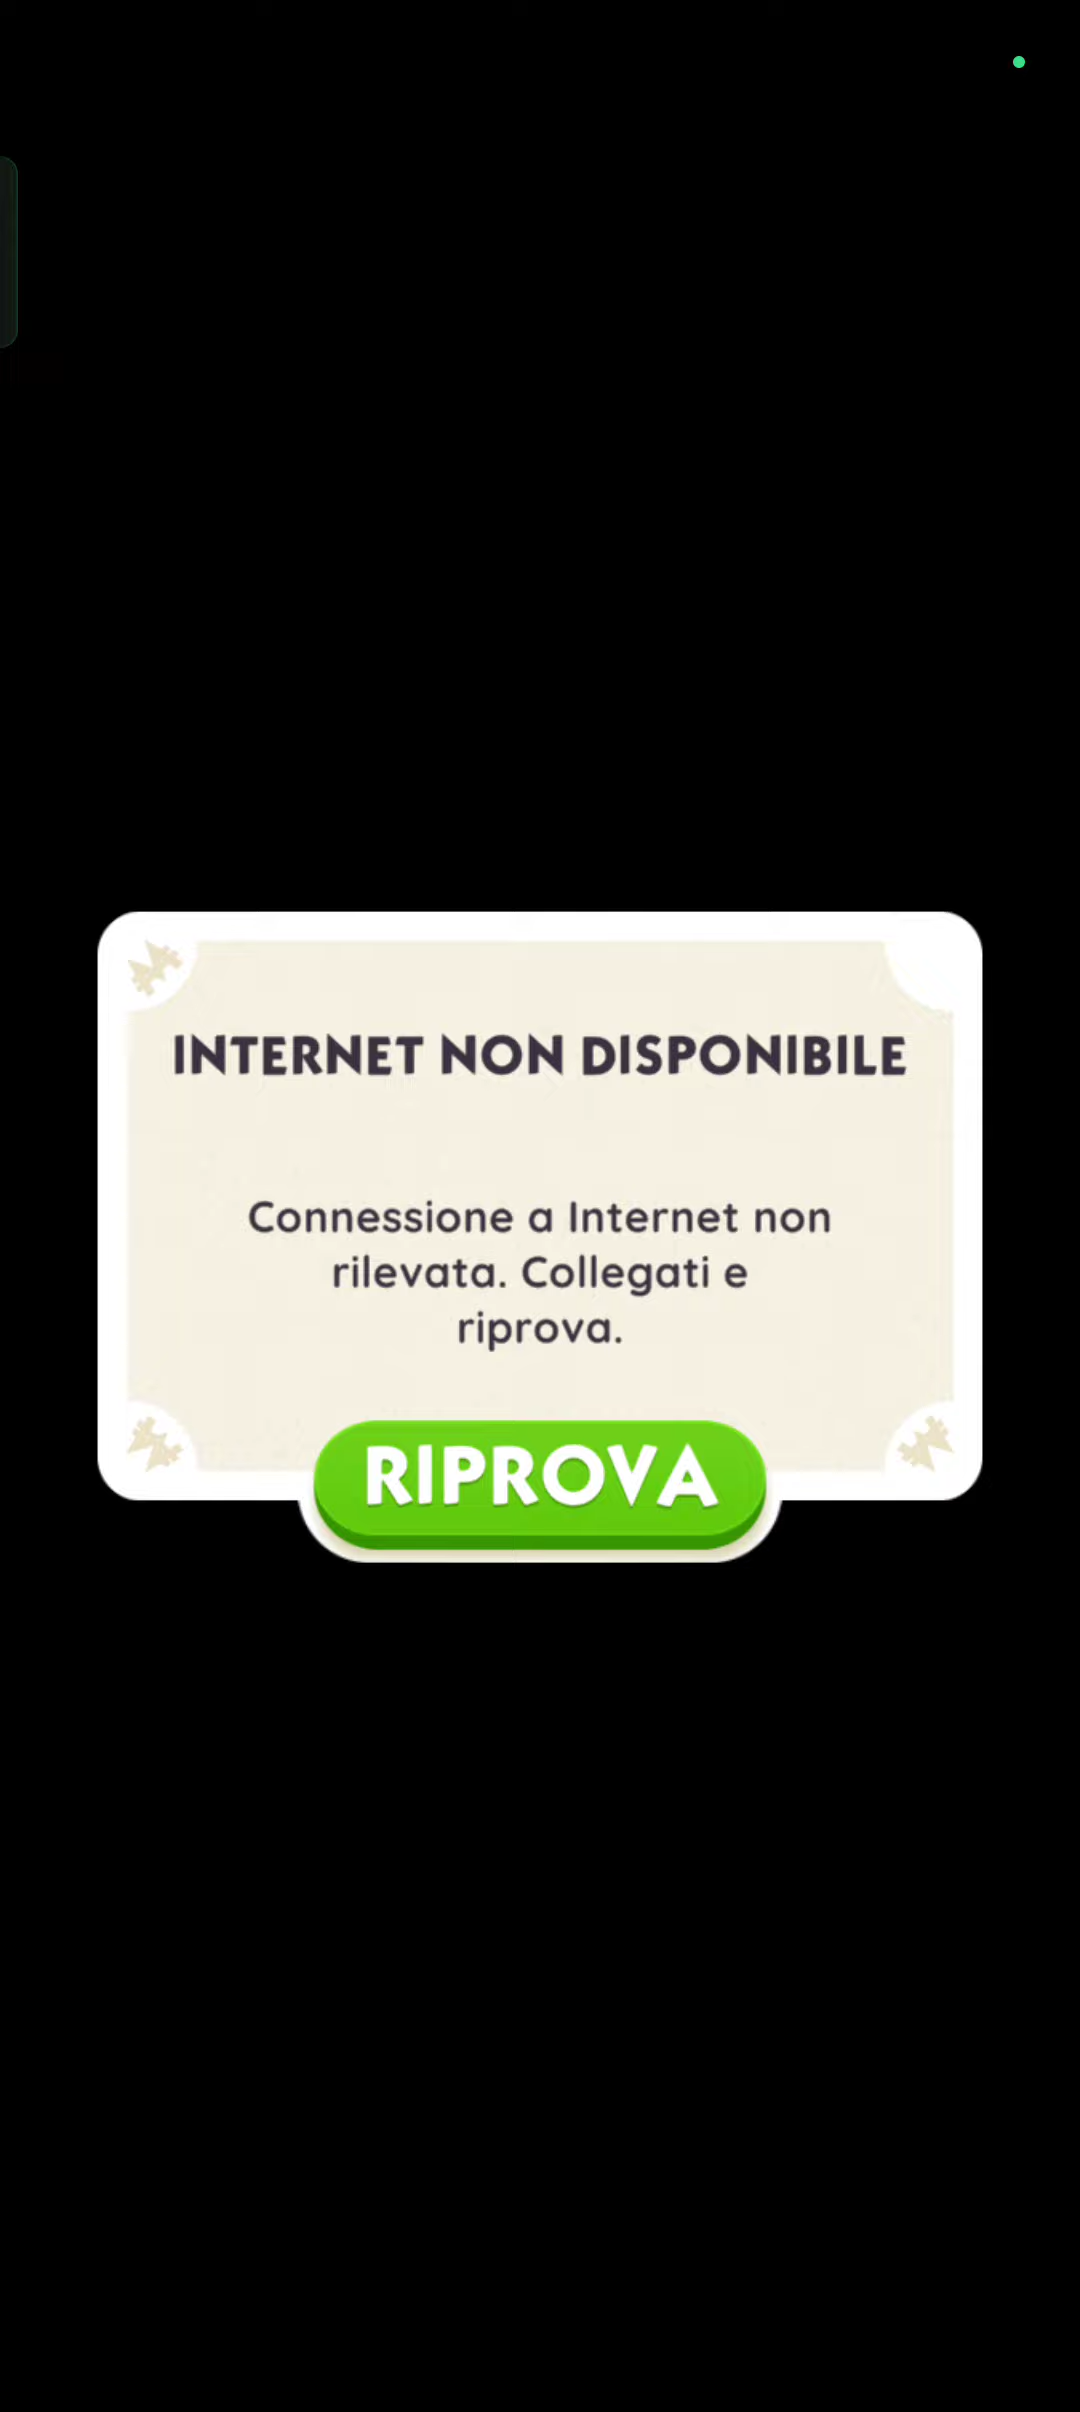 INTERNET NON DISPONIBILE
Connessione a Internet non
rilevata. Collegati e
riprova.
RIPROVA